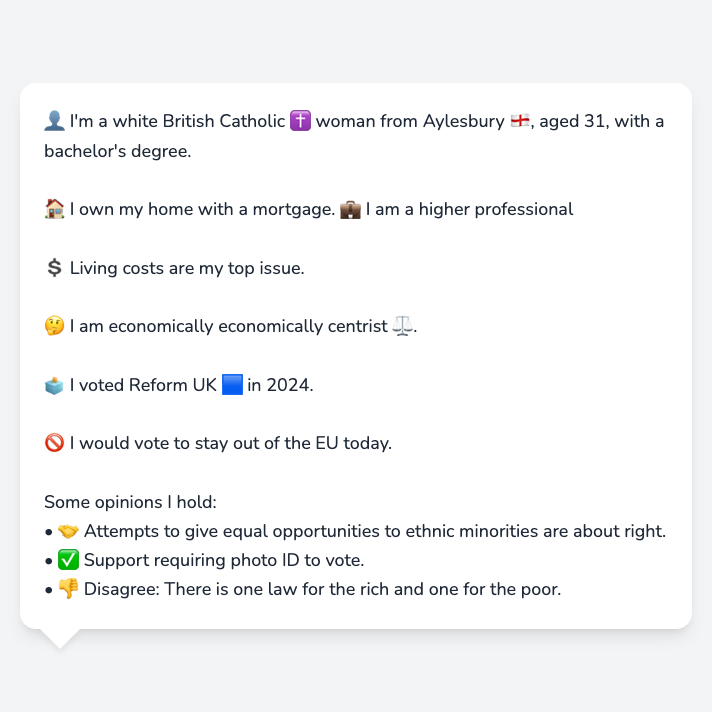 👤 I'm a white British Catholic ✝️ woman from Aylesbury 🏴󠁧󠁢󠁥󠁮󠁧󠁿, aged 31, with a
bachelor's degree.
🏠 I own my home with a mortgage. 💼 I am a higher professional
💲 Living costs are my top issue.
🤔 I am economically economically centrist ⚖️.
🗳️ I voted Reform UK 🟦 in 2024.
🚫 I would vote to stay out of the EU today.
Some opinions I hold:
• 🤝 Attempts to give equal opportunities to ethnic minorities are about right.
• ✅ Support requiring photo ID to vote.
• 👎 Disagree: There is one law for the rich and one for the poor.